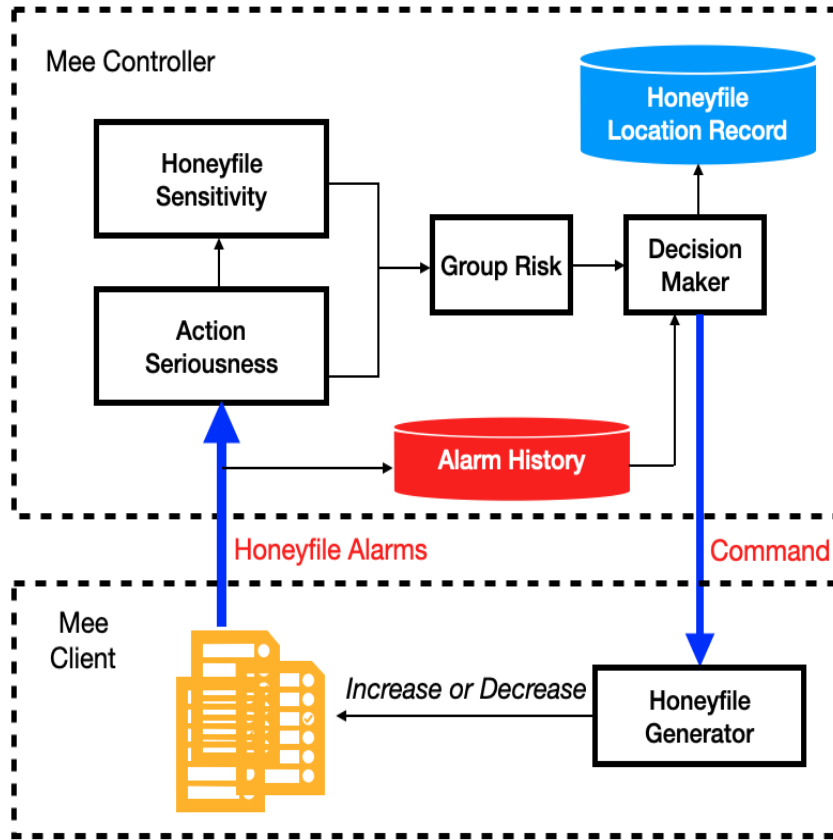 Mee Controller
Honeyfile
Location Record
Honeyfile
Sensitivity
Group Risk
Decision
Maker
Action
Seriousness
Alarm History
Honeyfile Alarms
Command
Mee
Client
Increase or Decrease
Honeyfile
Generator